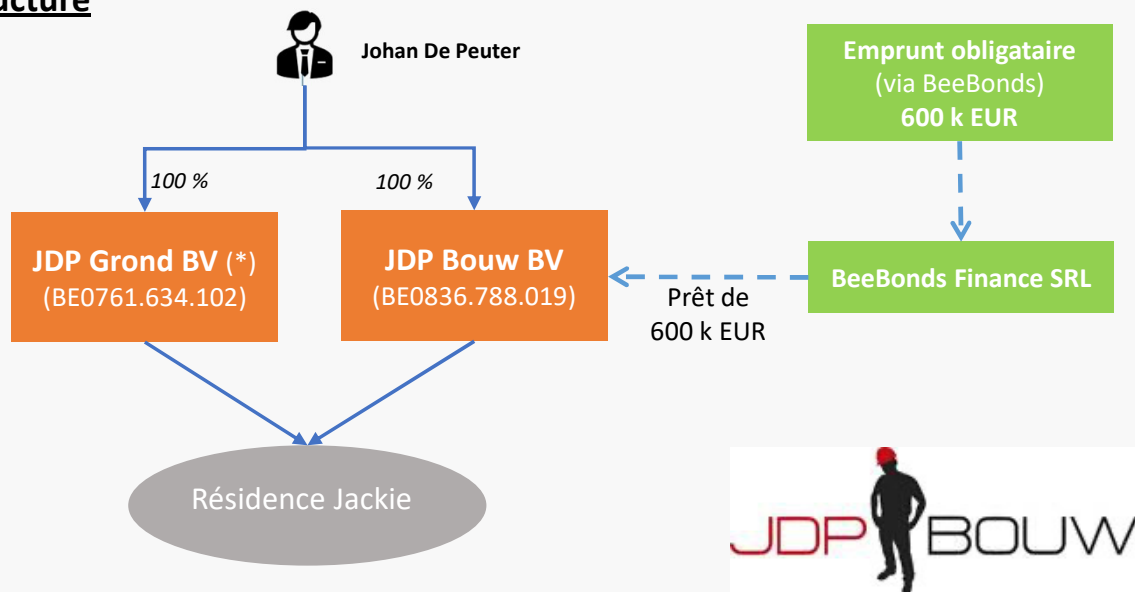 Johan De Peuter
Emprunt obligataire
(via BeeBonds)
600 k EUR
100 %
100 %
JDP Grond BV (*)
(BE0761.634.102)
JDP Bouw BV
(BE0836.788.019)
BeeBonds Finance SRL
Prêt de
600 k EUR
Résidence Jackie
JDP BOUW